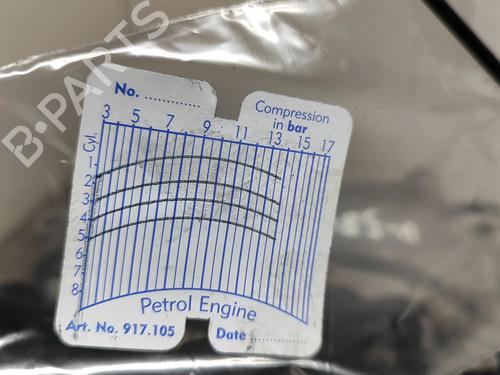 B-PARTS
No. ............
Compression
in bar
3 5 7 9 11 13 15 17
Cyl.
1
2
3
4
5
6
7
8
Petrol Engine
Art. No. 917.105
Date ............